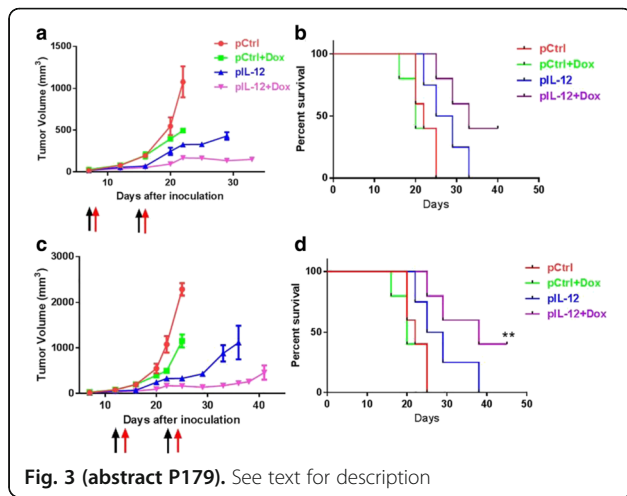 a
b
1500
1000
500
0
Tumor Volume (mm³)
10
20
30
Days after inoculation
pCtrl
pCtrl+Dox
pIL-12
pIL-12+Dox
100
50
0
Percent survival
0
10
20
30
40
50
Days
pCtrl
pCtrl+Dox
pIL-12
pIL-12+Dox
c
d
3000
2000
1000
0
Tumor Volume (mm³)
10
20
30
40
Days after inoculation
pCtrl
pCtrl+Dox
pIL-12
pIL-12+Dox
100
50
0
Percent survival
0
10
20
30
40
50
Days
**
pCtrl
pCtrl+Dox
pIL-12
pIL-12+Dox
Fig. 3 (abstract P179). See text for description